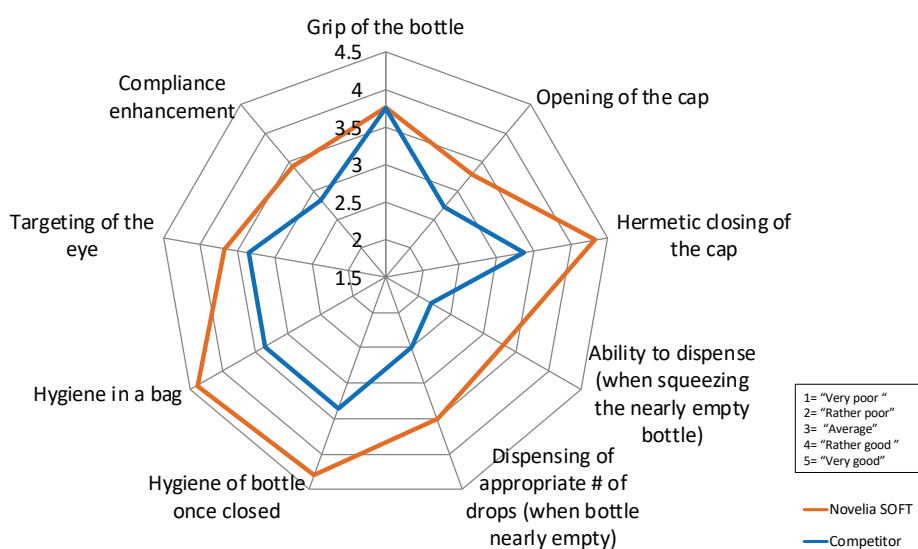 Grip of the bottle
4.5
4
3.5
3
2.5
2
1.5
Opening of the cap
Hermetic closing of
the cap
Ability to dispense
(when squeezing
the nearly empty
bottle)
Dispensing of
appropriate # of
drops (when bottle
nearly empty)
Hygiene of bottle
once closed
Hygiene in a bag
Targeting of the
eye
Compliance
enhancement
1= “Very poor “
2= “Rather poor”
3= “Average”
4= “Rather good ”
5= “Very good”
Novelia SOFT
Competitor